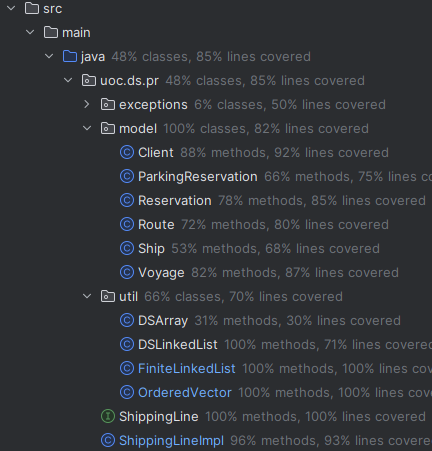 src
main
java 48% classes, 85% lines covered
uoc.ds.pr 48% classes, 85% lines covered
exceptions 6% classes, 50% lines covered
model 100% classes, 82% lines covered
Client 88% methods, 92% lines covered
ParkingReservation 66% methods, 75% lines co
Reservation 78% methods, 85% lines covered
Route 72% methods, 80% lines covered
Ship 53% methods, 68% lines covered
Voyage 82% methods, 87% lines covered
util 66% classes, 70% lines covered
DSArray 31% methods, 30% lines covered
DSLinkedList 100% methods, 71% lines covered
FiniteLinkedList 100% methods, 100% lines co
OrderedVector 100% methods, 100% lines cove
ShippingLine 100% methods, 100% lines covered
ShippingLineImpl 96% methods, 93% lines covere